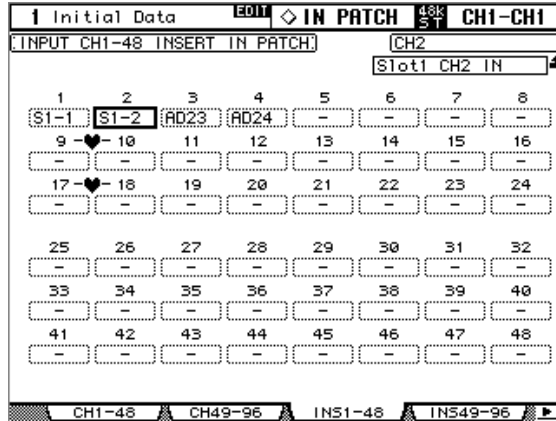 1 Initial Data EDIT ◇ IN PATCH 48K ST CH1-CH1
INPUT CH1-48 INSERT IN PATCH CH2
Slot1 CH2 IN
1 2 3 4 5 6 7 8
S1-1 S1-2 AD23 AD24 - - - -
9 -♥- 10 11 12 13 14 15 16
- - - - - - - -
17 -♥- 18 19 20 21 22 23 24
- - - - - - - -
25 26 27 28 29 30 31 32
- - - - - - - -
33 34 35 36 37 38 39 40
- - - - - - - -
41 42 43 44 45 46 47 48
- - - - - - - -
CH1-48 CH49-96 INS1-48 INS49-96